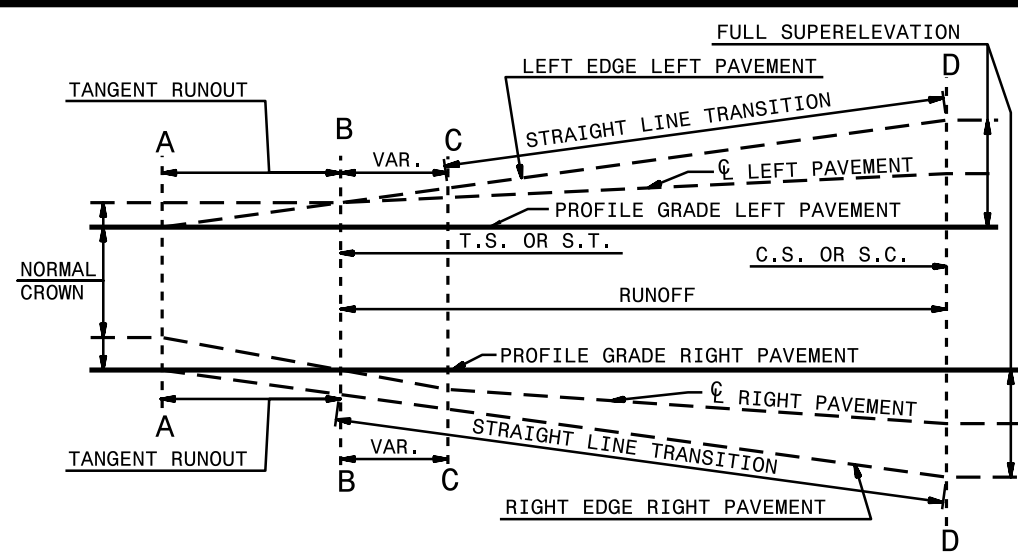 FULL SUPERELEVATION
LEFT EDGE LEFT PAVEMENT
D
TANGENT RUNOUT
STRAIGHT LINE TRANSITION
A
B
VAR.
C
℄ LEFT PAVEMENT
PROFILE GRADE LEFT PAVEMENT
T.S. OR S.T.
C.S. OR S.C.
NORMAL
CROWN
RUNOFF
PROFILE GRADE RIGHT PAVEMENT
℄ RIGHT PAVEMENT
A
STRAIGHT LINE TRANSITION
TANGENT RUNOUT
VAR.
B
C
RIGHT EDGE RIGHT PAVEMENT
D